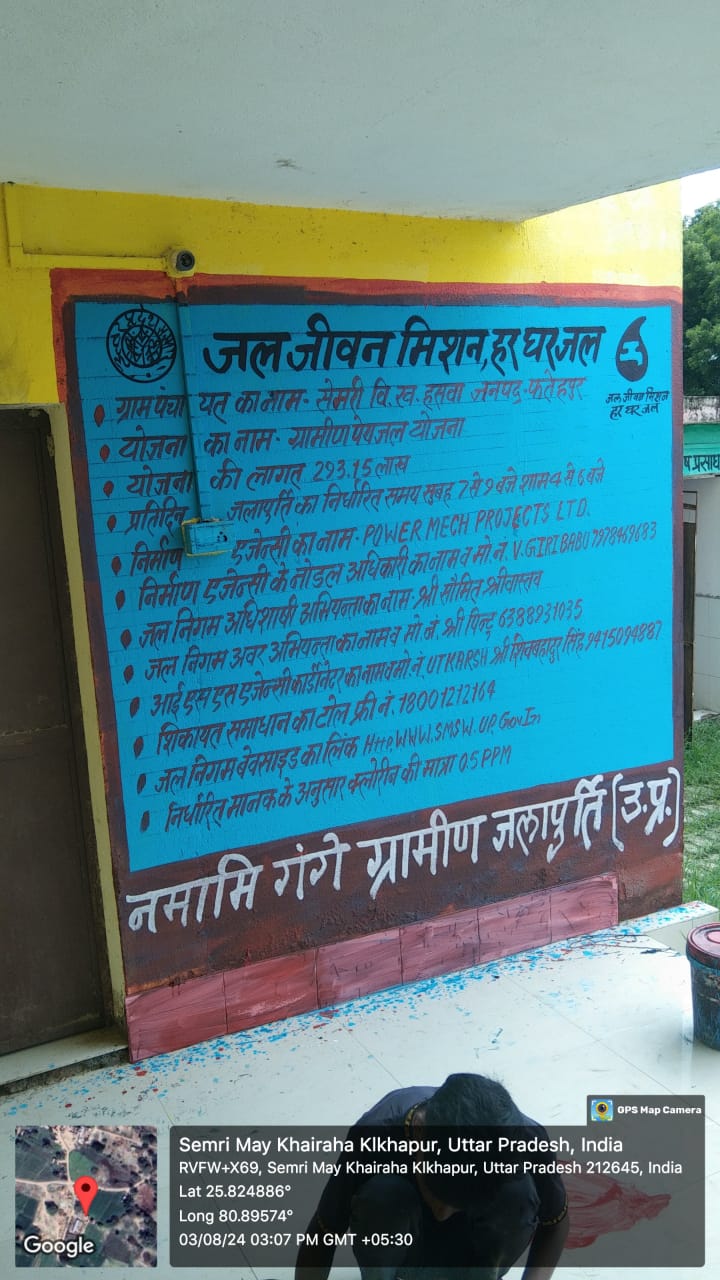 जल जीवन मिशन, हर घर जल
जल जीवन मिशन
हर घर जल
ग्राम पंचायत का नाम- सेमरी वि.ख. हसवा जनपद- फतेहपुर
योजना का नाम- ग्रामीण पेयजल योजना
योजना की लागत 293.15 लाख
प्रतिदिन जलापूर्ति का निर्धारित समय सुबह 7 से 9 बजे शाम 4 से 6 बजे
निर्माण एजेन्सी का नाम- POWER MECH PROJECTS LTD.
निर्माण एजेन्सी के नोडल अधिकारी का नाम व मो.नं. V.GIRIBABU 7978469683
जल निगम अधिशाषी अभियन्ता का नाम- श्री सौमित्र श्रीवास्तव
जल निगम अवर अभियन्ता का नाम व मो.नं. श्री पिन्टू 6388931035
आई एस एस एजेन्सी कार्डीनेटर का नाम व मो.नं. UTKARSH श्री शिवबहादुर सिंह 9415094887
शिकायत समाधान का टोल फ्री नं. 18001212164
जल निगम बेवसाइड का लिंक Http.WWW.SMSW.UP.Gov.In
निर्धारित मानक के अनुसार क्लोरीन की मात्रा 0.5 PPM
नमामि गंगे ग्रामीण जलापुर्ति (उ.प्र.)
GPS Map Camera
Semri May Khairaha Klkhapur, Uttar Pradesh, India
RVFW+X69, Semri May Khairaha Klkhapur, Uttar Pradesh 212645, India
Lat 25.824886°
Long 80.89574°
03/08/24 03:07 PM GMT +05:30
Google